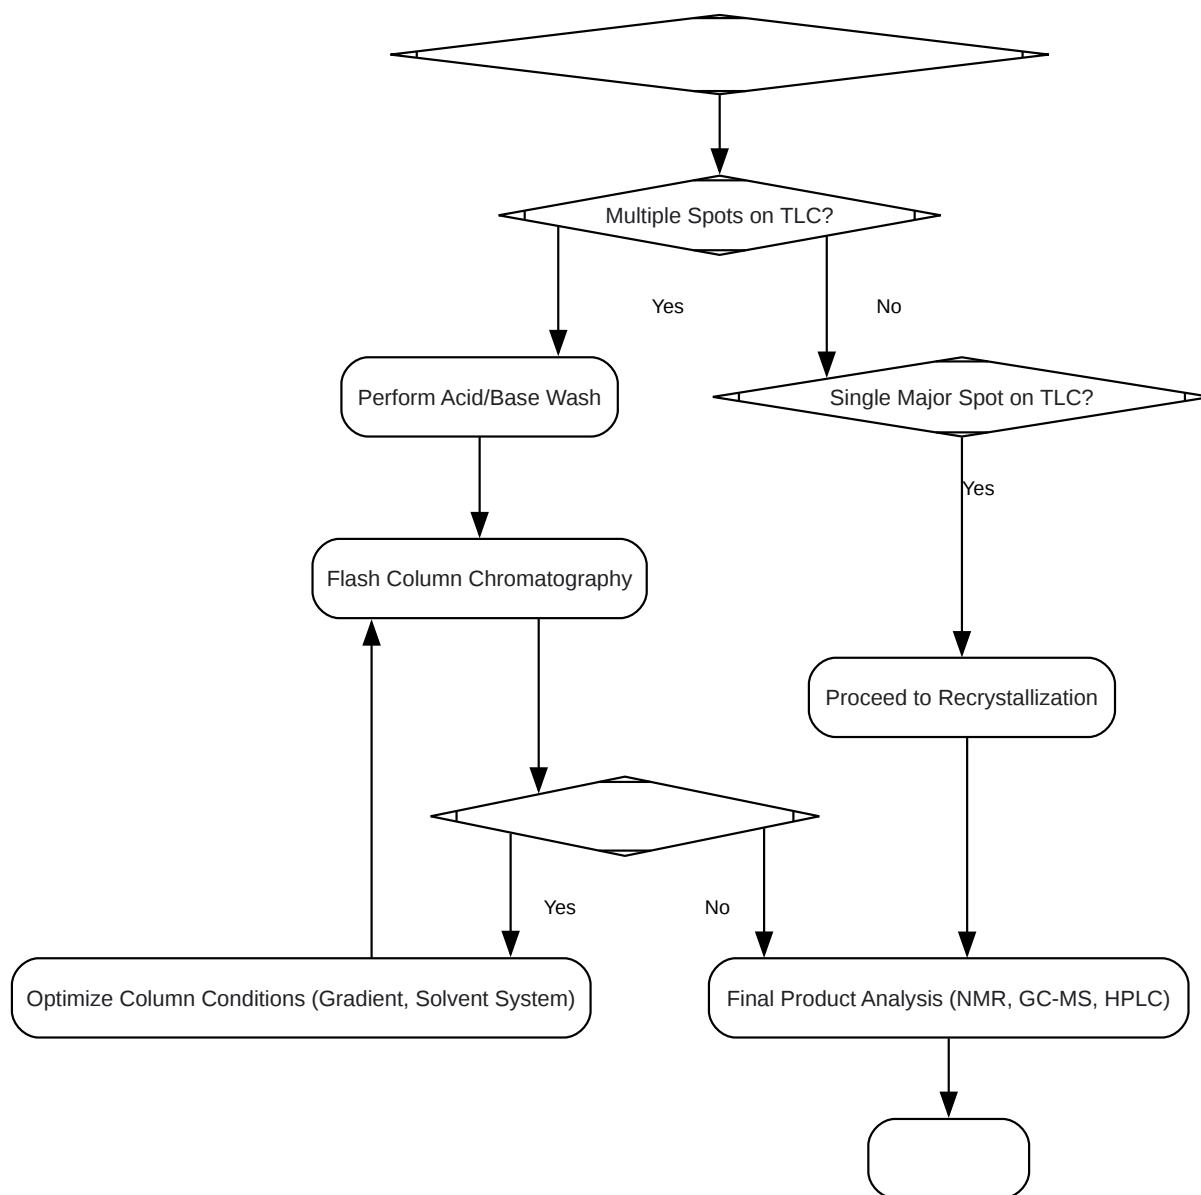 Multiple Spots on TLC?
Yes
No
Perform Acid/Base Wash
Single Major Spot on TLC?
Yes
Flash Column Chromatography
Proceed to Recrystallization
Yes
No
Optimize Column Conditions (Gradient, Solvent System)
Final Product Analysis (NMR, GC-MS, HPLC)